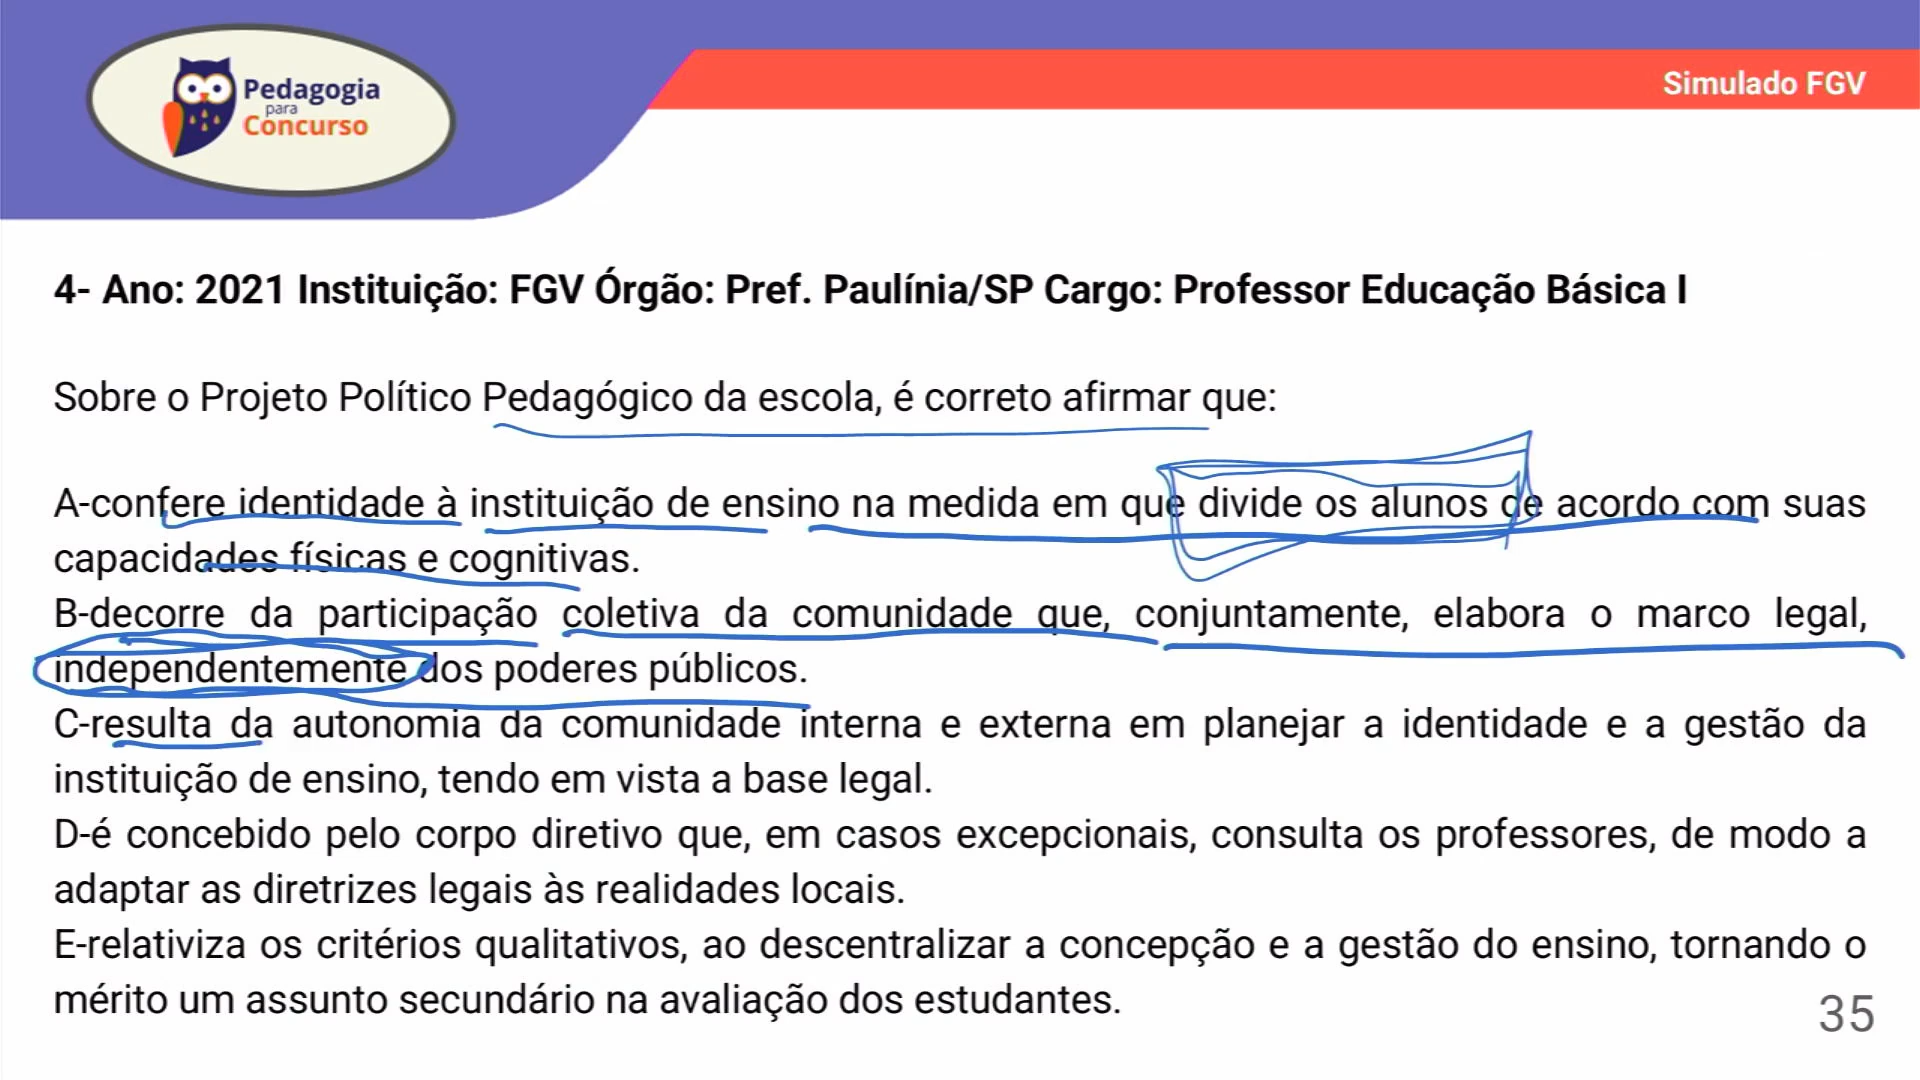 Pedagogia
para
Concurso
Simulado FGV
4- Ano: 2021 Instituição: FGV Órgão: Pref. Paulínia/SP Cargo: Professor Educação Básica I
Sobre o Projeto Político Pedagógico da escola, é correto afirmar que:
A-confere identidade à instituição de ensino na medida em que divide os alunos de acordo com suas
capacidades físicas e cognitivas.
B-decorre da participação coletiva da comunidade que, conjuntamente, elabora o marco legal,
independentemente dos poderes públicos.
C-resulta da autonomia da comunidade interna e externa em planejar a identidade e a gestão da
instituição de ensino, tendo em vista a base legal.
D-é concebido pelo corpo diretivo que, em casos excepcionais, consulta os professores, de modo a
adaptar as diretrizes legais às realidades locais.
E-relativiza os critérios qualitativos, ao descentralizar a concepção e a gestão do ensino, tornando o
mérito um assunto secundário na avaliação dos estudantes.
35